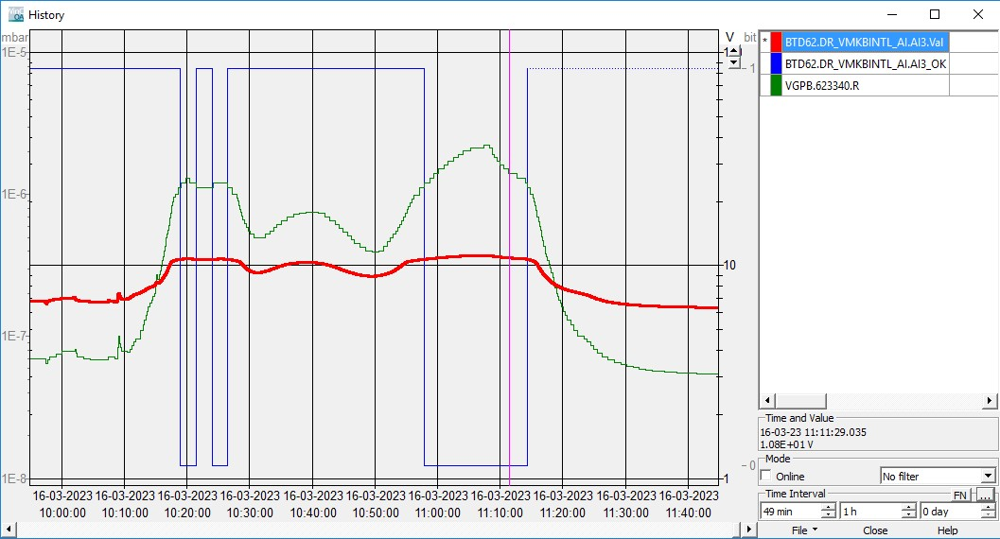 History
mbar
V
bit
1E-5
1
1E-6
10
1E-7
0
1E-8
1
16-03-2023 16-03-2023 16-03-2023 16-03-2023 16-03-2023 16-03-2023 16-03-2023 16-03-2023 16-03-2023 16-03-2023 16-03-2023
10:00:00 10:10:00 10:20:00 10:30:00 10:40:00 10:50:00 11:00:00 11:10:00 11:20:00 11:30:00 11:40:00
* BTD62.DR_VMKBINTL_AI.AI3.Val
BTD62.DR_VMKBINTL_AI.AI3_OK
VGPB.623340.R
Time and Value
16-03-23 11:11:29.035
1.08E+01 V
Mode
Online
No filter
Time Interval
FN
...
49 min
1 h
0 day
File
Close
Help